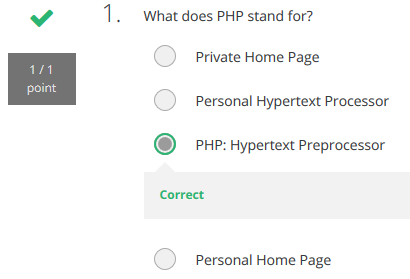 1. What does PHP stand for?
1 / 1
point
Private Home Page
Personal Hypertext Processor
PHP: Hypertext Preprocessor
Correct
Personal Home Page